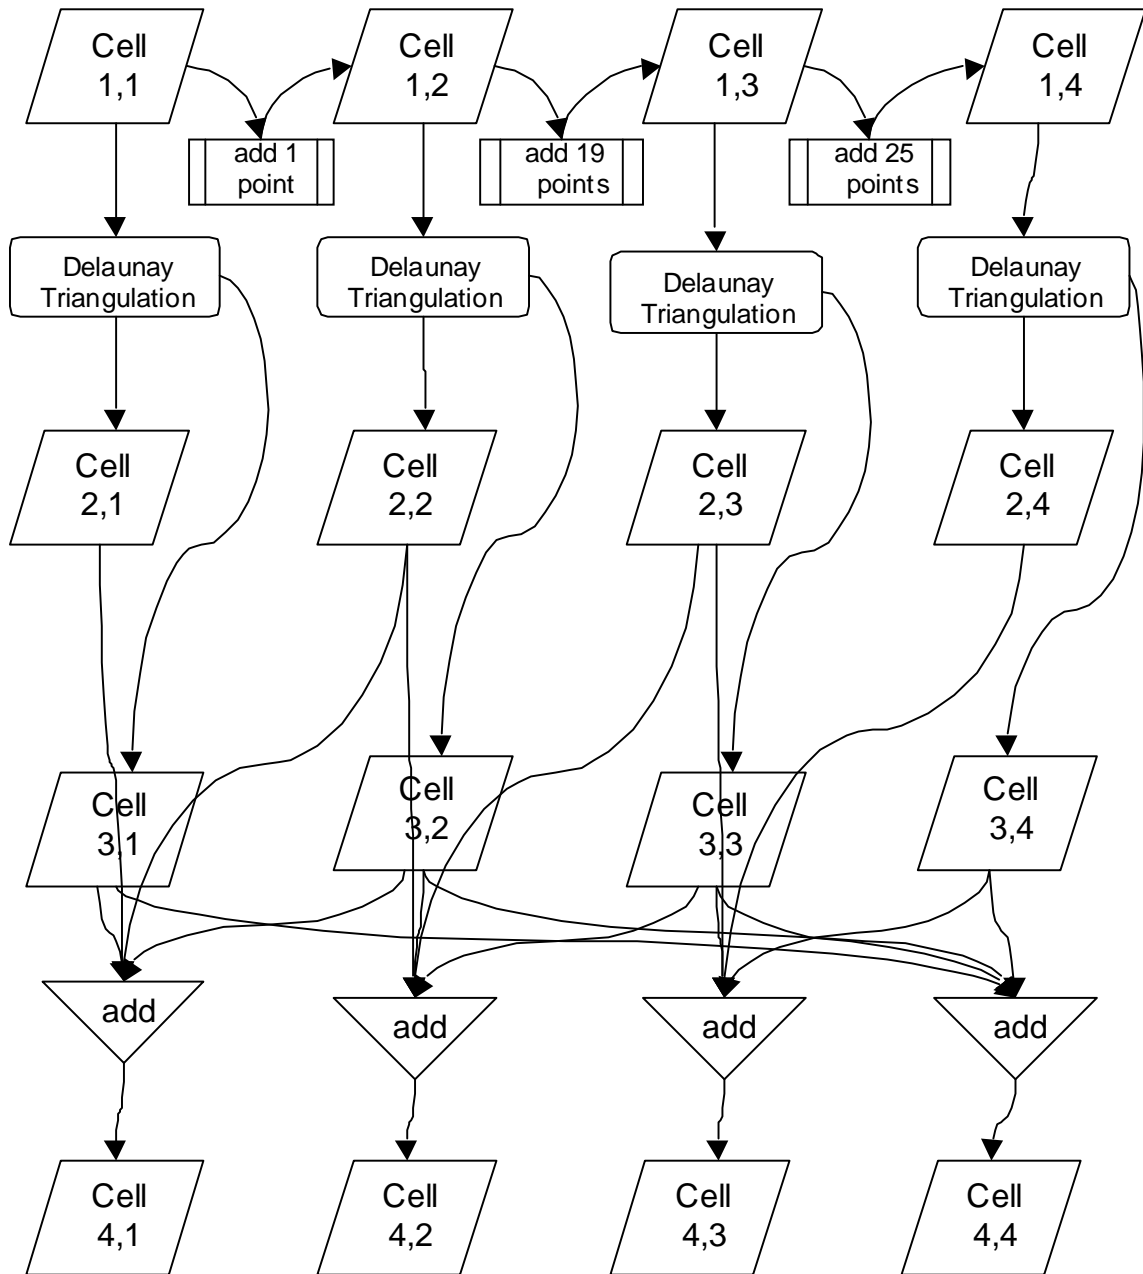 Cell
1,1
Cell
1,2
Cell
1,3
Cell
1,4
add 1
point
add 19
points
add 25
points
Delaunay
Triangulation
Delaunay
Triangulation
Delaunay
Triangulation
Delaunay
Triangulation
Cell
2,1
Cell
2,2
Cell
2,3
Cell
2,4
Cell
3,1
Cell
3,2
Cell
3,3
Cell
3,4
add
add
add
add
Cell
4,1
Cell
4,2
Cell
4,3
Cell
4,4